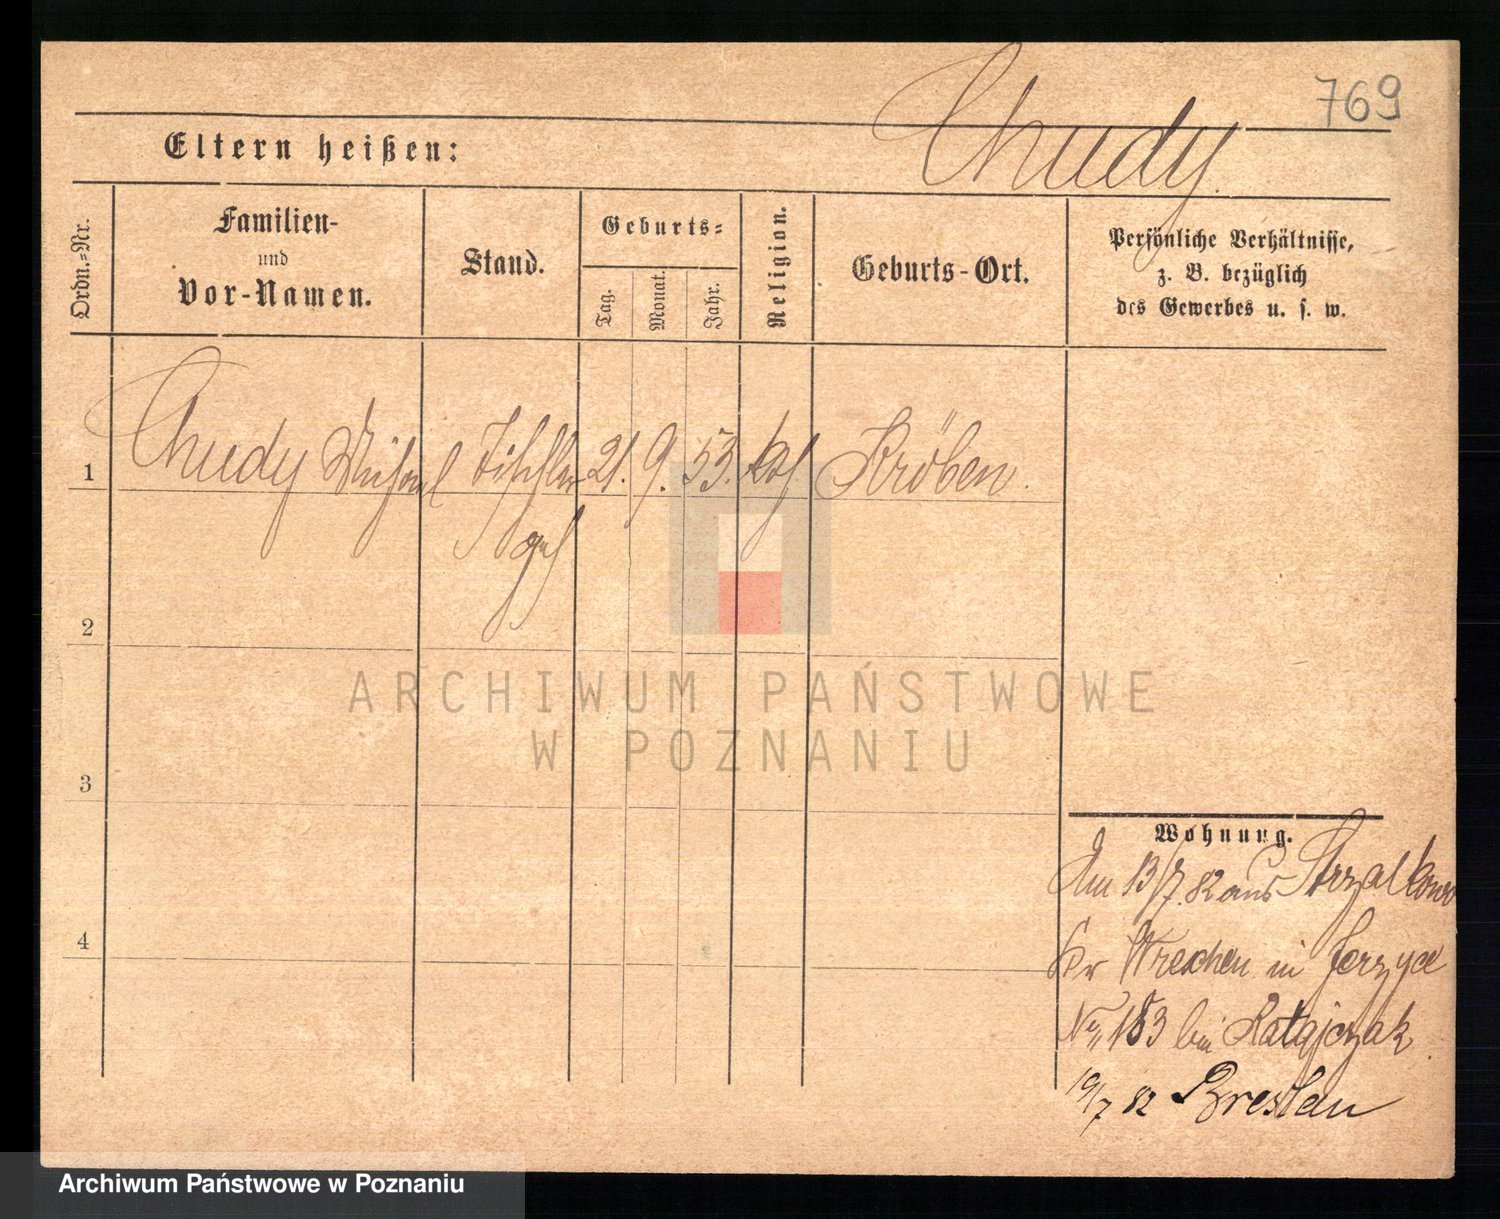 769
Chudy
Eltern heißen:
Ordn.-Nr.
Familien-
und
Vor-Namen.
Stand.
Geburts-
Tag.
Monat.
Jahr.
Religion.
Geburts-Ort.
Persönliche Verhältnisse,
z. B. bezüglich
des Gewerbes u. s. w.
1 Chudy Michael Tischler 21. 9. 53. kth. Kröben.
2
3
4
Wohnung.
Am 13/7. 82 aus Strzalkowo
Kr Wreschen in Jerzyce
No 183 bei Ratajczak
19/7 82 Breslau
ARCHIWUM PAŃSTWOWE
W POZNANIU
Archiwum Państwowe w Poznaniu